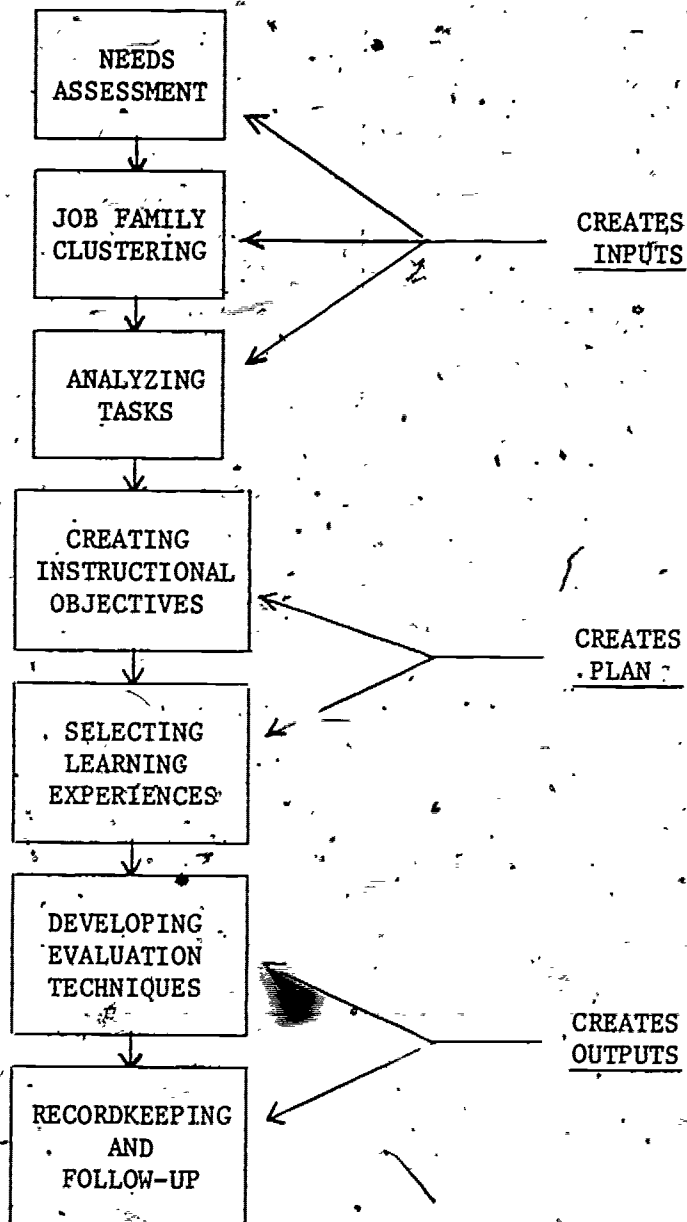 NEEDS
ASSESSMENT
JOB FAMILY
CLUSTERING
CREATES
INPUTS
ANALYZING
TASKS
CREATING
INSTRUCTIONAL
OBJECTIVES
CREATES
PLAN
SELECTING
LEARNING
EXPERIENCES
DEVELOPING
EVALUATION
TECHNIQUES
CREATES
OUTPUTS
RECORDKEEPING
AND
FOLLOW-UP